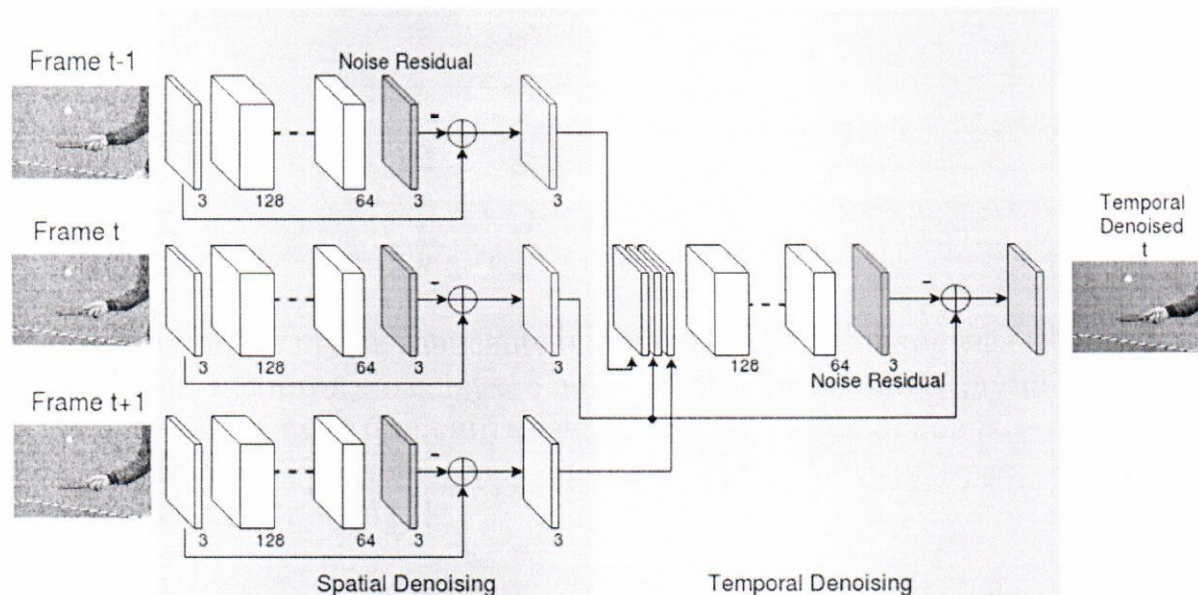 Frame t-1
Noise Residual
-
3
128
64
3
3
Frame t
-
3
128
64
3
3
Frame t+1
-
3
128
64
3
3
Spatial Denoising
128
64
3
-
Noise Residual
Temporal Denoising
Temporal
Denoised
t